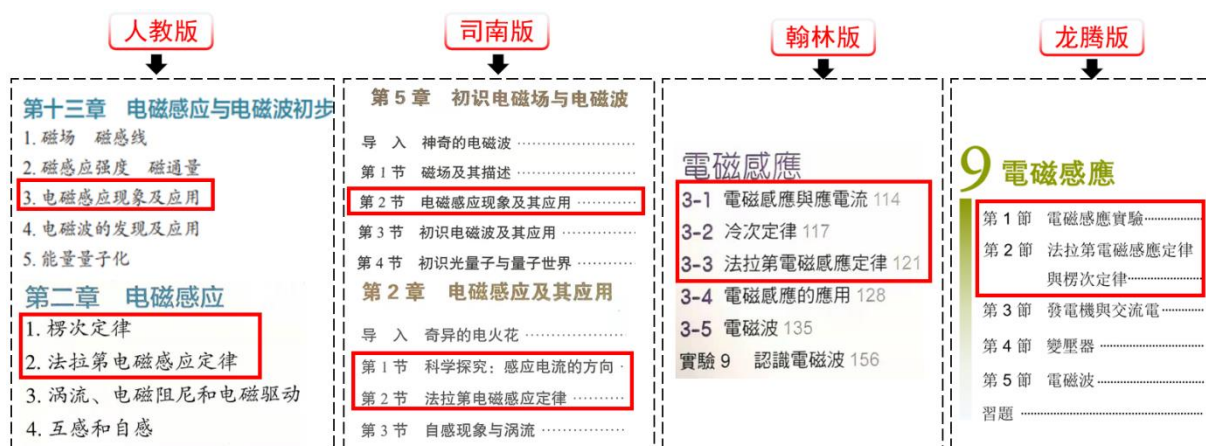 人教版
第十三章 电磁感应与电磁波初步
1. 磁场 磁感线
2. 磁感应强度 磁通量
3. 电磁感应现象及应用
4. 电磁波的发现及应用
5. 能量量子化
第二章 电磁感应
1. 楞次定律
2. 法拉第电磁感应定律
3. 涡流、电磁阻尼和电磁驱动
4. 互感和自感
司南版
第5章 初识电磁场与电磁波
导 入 神奇的电磁波
第1节 磁场及其描述
第2节 电磁感应现象及其应用
第3节 初识电磁波及其应用
第4节 初识光量子与量子世界
第2章 电磁感应及其应用
导 入 奇异的电火花
第1节 科学探究：感应电流的方向
第2节 法拉第电磁感应定律
第3节 自感现象与涡流
翰林版
電磁感應
3-1 電磁感應與應電流 114
3-2 冷次定律 117
3-3 法拉第電磁感應定律 121
3-4 電磁感應的應用 128
3-5 電磁波 135
實驗 9 認識電磁波 156
龙腾版
9 電磁感應
第1節 電磁感應實驗
第2節 法拉第電磁感應定律
與楞次定律
第3節 發電機與交流電
第4節 變壓器
第5節 電磁波
習題